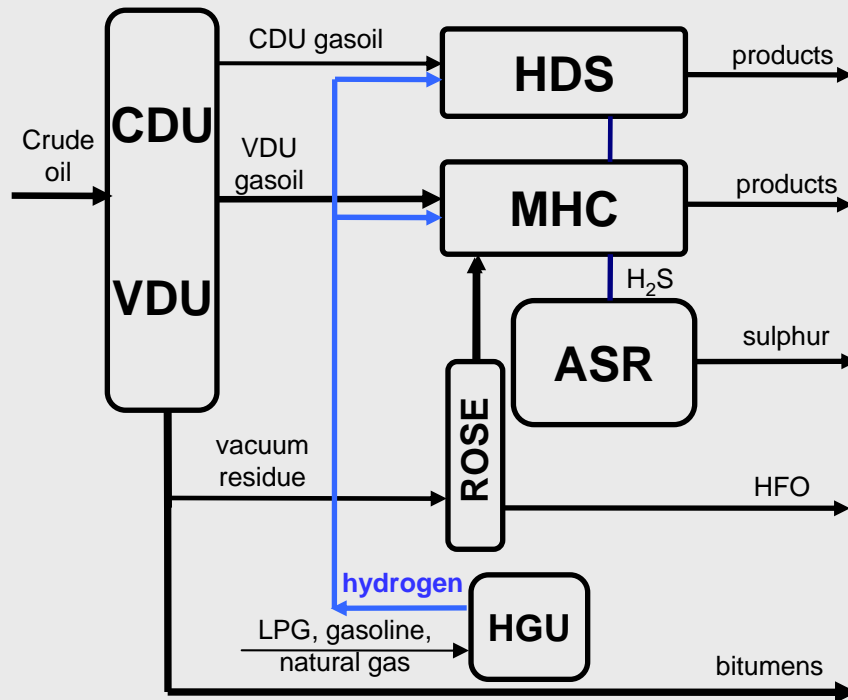 CDU gasoil
HDS
products
CDU
Crude
oil
VDU
gasoil
MHC
products
VDU
H₂S
ASR
sulphur
ROSE
vacuum
residue
HFO
hydrogen
HGU
LPG, gasoline,
natural gas
bitumens